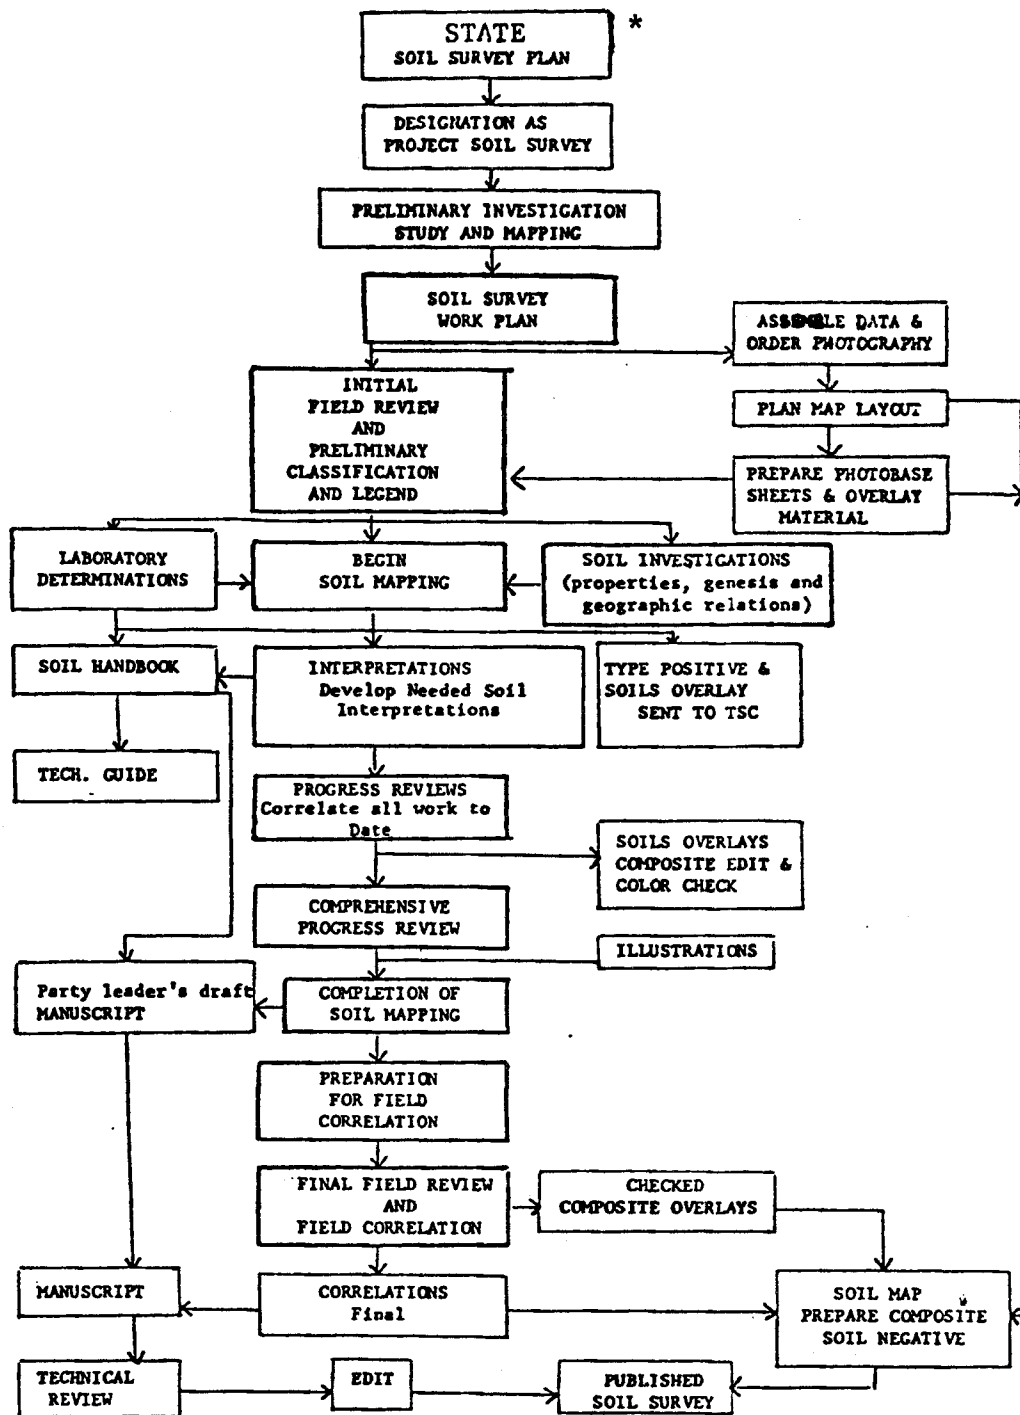 STATE *
SOIL SURVEY PLAN
DESIGNATION AS
PROJECT SOIL SURVEY
PRELIMINARY INVESTIGATION
STUDY AND MAPPING
SOIL SURVEY
WORK PLAN
ASSEMBLE DATA &
ORDER PHOTOGRAPHY
INITIAL
FIELD REVIEW
AND
PRELIMINARY
CLASSIFICATION
AND LEGEND
PLAN MAP LAYOUT
PREPARE PHOTOBASE
SHEETS & OVERLAY
MATERIAL
LABORATORY
DETERMINATIONS
BEGIN
SOIL MAPPING
SOIL INVESTIGATIONS
(properties, genesis and
geographic relations)
SOIL HANDBOOK
INTERPRETATIONS
Develop Needed Soil
Interpretations
TYPE POSITIVE &
SOILS OVERLAY
SENT TO TSC
TECH. GUIDE
PROGRESS REVIEWS
Correlate all work to
Date
SOILS OVERLAYS
COMPOSITE EDIT &
COLOR CHECK
COMPREHENSIVE
PROGRESS REVIEW
ILLUSTRATIONS
Party leader's draft
MANUSCRIPT
COMPLETION OF
SOIL MAPPING
PREPARATION
FOR FIELD
CORRELATION
FINAL FIELD REVIEW
AND
FIELD CORRELATION
CHECKED
COMPOSITE OVERLAYS
MANUSCRIPT
CORRELATIONS
Final
SOIL MAP
PREPARE COMPOSITE
SOIL NEGATIVE
TECHNICAL
REVIEW
EDIT
PUBLISHED
SOIL SURVEY